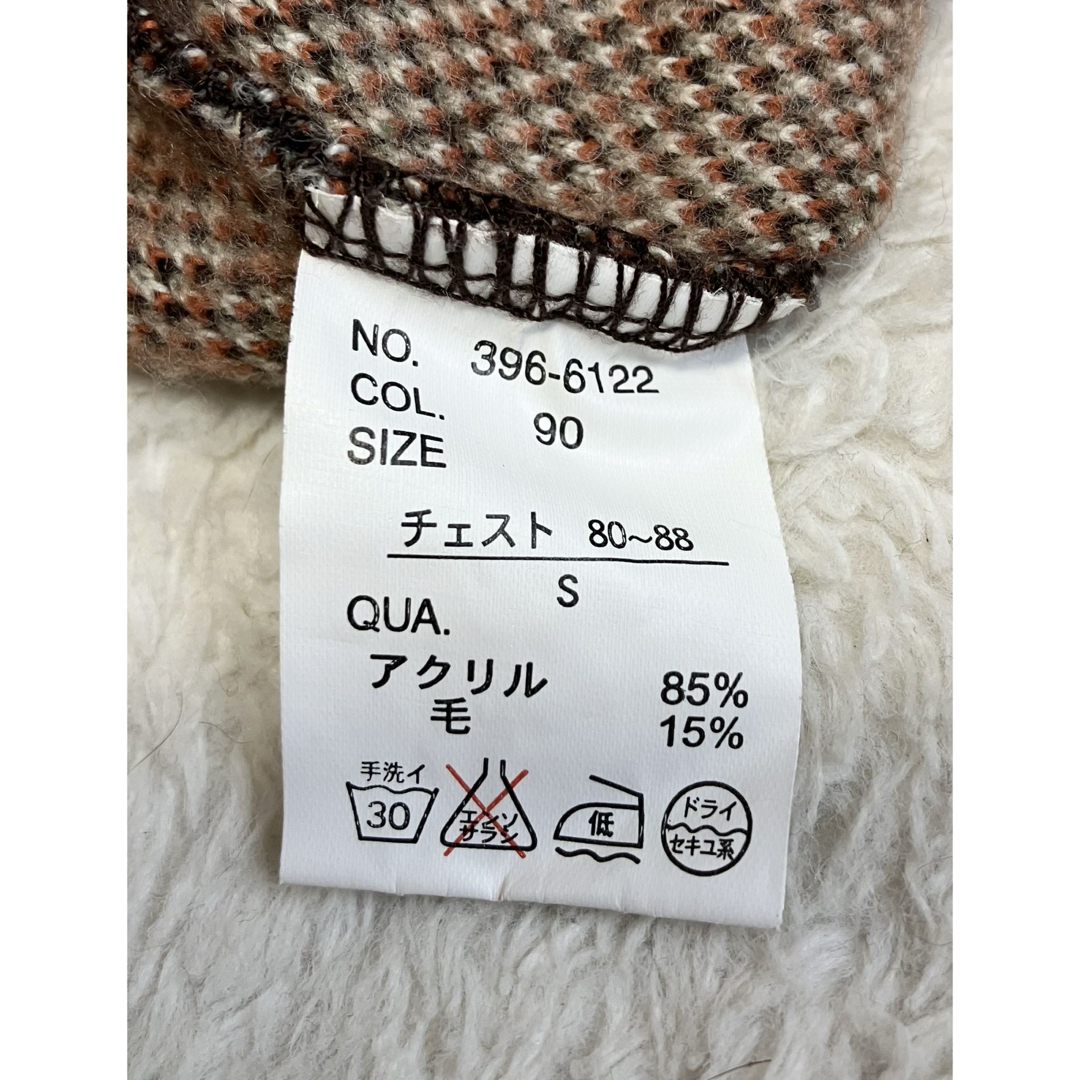 NO. 396-6122
COL. 90
SIZE
チェスト 80~88
S
QUA.
アクリル 85%
毛 15%
手洗イ
30
エンソ
サラシ
低
ドライ
セキユ系